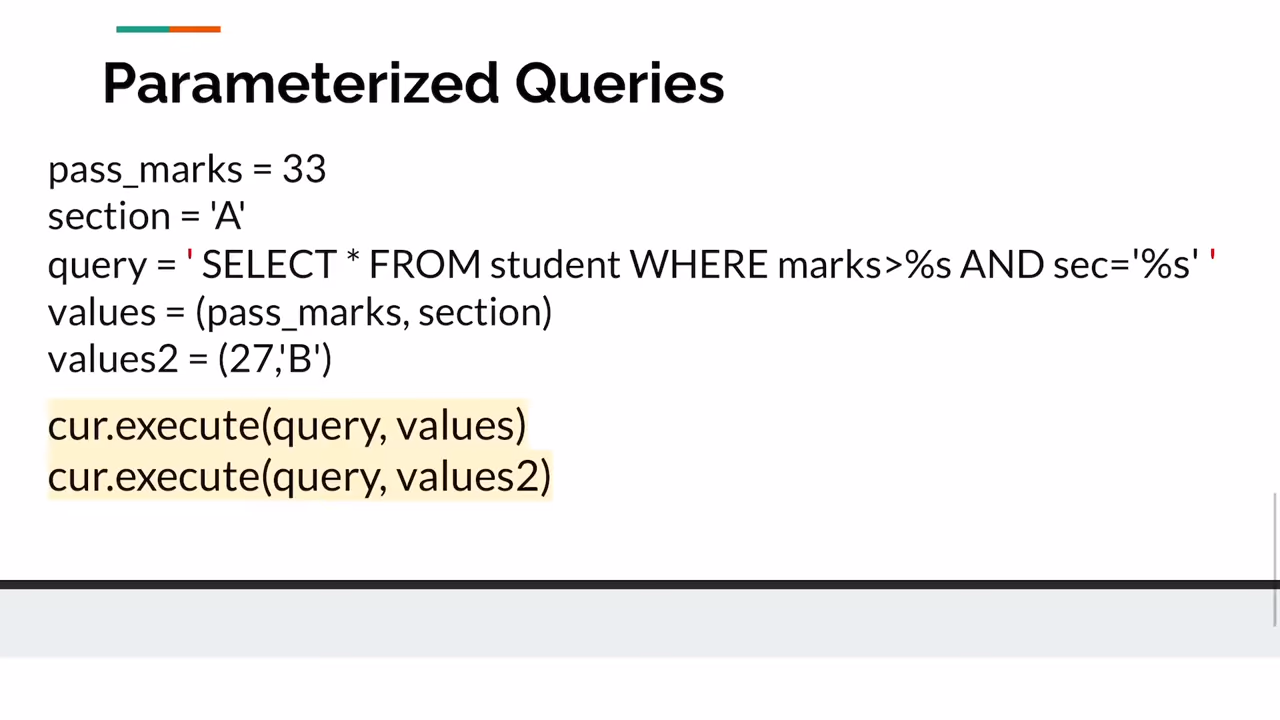 Parameterized Queries
pass_marks = 33
section = 'A'
query = ' SELECT * FROM student WHERE marks>%s AND sec='%s' '
values = (pass_marks, section)
values2 = (27,'B')
cur.execute(query, values)
cur.execute(query, values2)